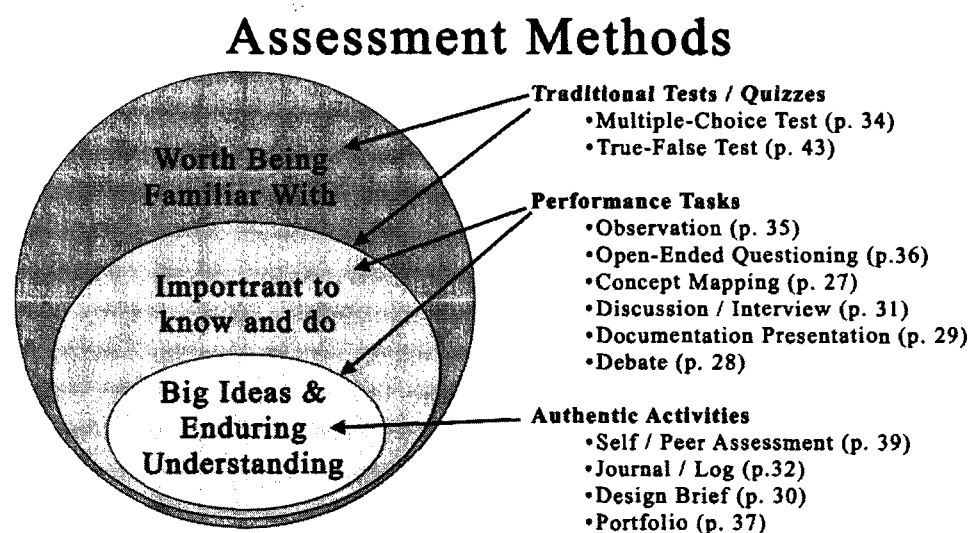 Assessment Methods
Worth Being
Familiar With
Importrant to
know and do
Big Ideas &
Enduring
Understanding
Traditional Tests / Quizzes
•Multiple-Choice Test (p. 34)
•True-False Test (p. 43)
Performance Tasks
•Observation (p. 35)
•Open-Ended Questioning (p.36)
•Concept Mapping (p. 27)
•Discussion / Interview (p. 31)
•Documentation Presentation (p. 29)
•Debate (p. 28)
Authentic Activities
•Self / Peer Assessment (p. 39)
•Journal / Log (p.32)
•Design Brief (p. 30)
•Portfolio (p. 37)